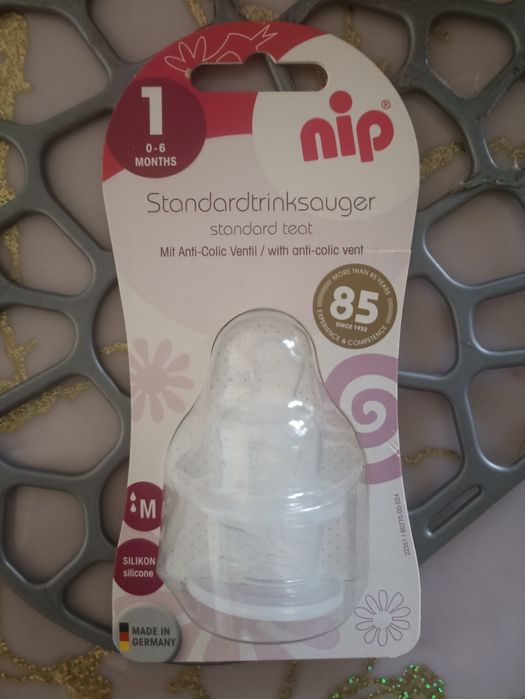 1
0-6
MONTHS
nip®
Standardtrinksauger
standard teat
Mit Anti-Colic Ventil / with anti-colic vent
MORE THAN 85 YEARS
85
SINCE 1932
EXPERIENCE & COMPETENCE
M
SILIKON
silicone
MADE IN
GERMANY